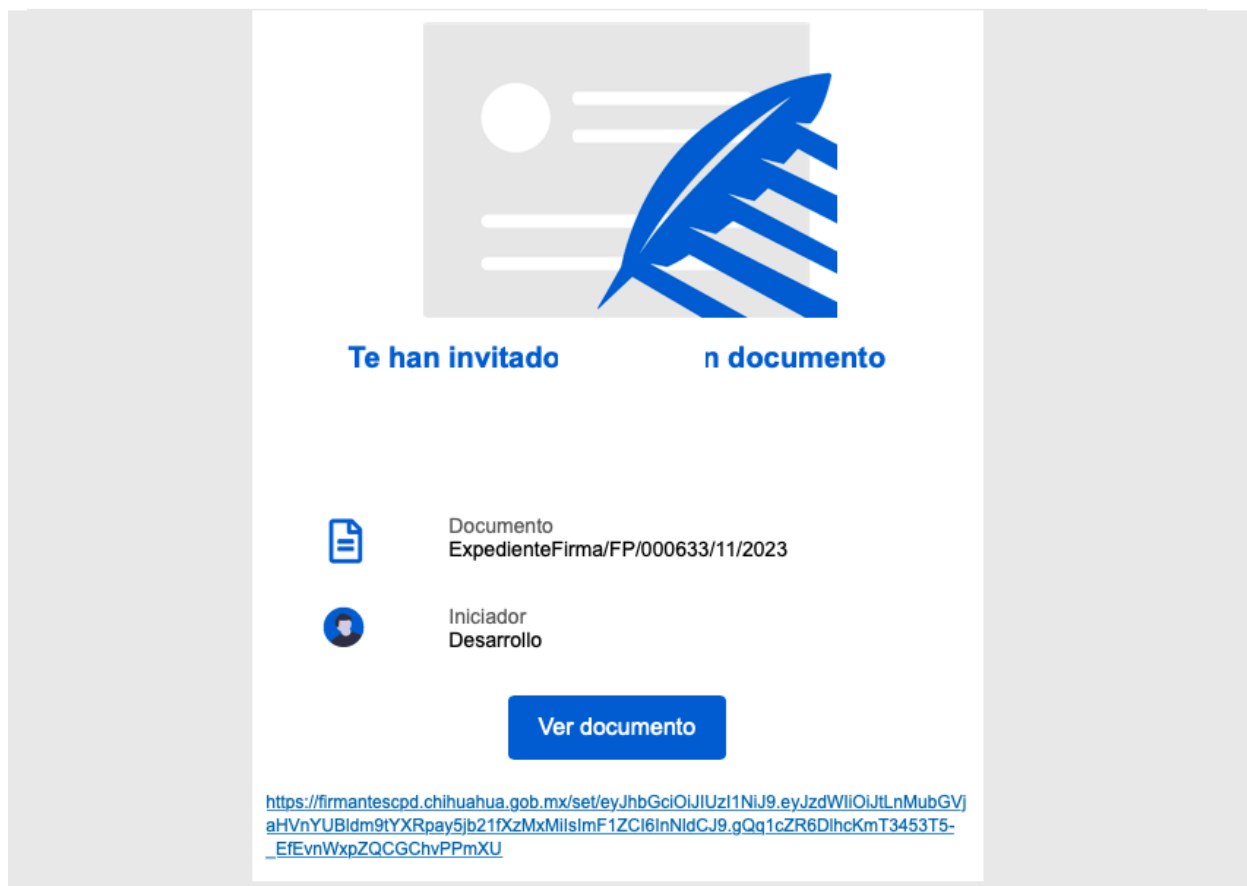 Te han invitado n documento
Documento
ExpedienteFirma/FP/000633/11/2023
Iniciador
Desarrollo
Ver documento
https://firmantescpd.chihuahua.gob.mx/set/eyJhbGciOiJIUzI1NiJ9.eyJzdWIiOiJtLnMubGVj
aHVnYUBldm9tYXRpay5jb21fXzMxMiIsImF1ZCI6InNldCJ9.gQq1cZR6DlhcKmT3453T5-
_EfEvnWxpZQCGChvPPmXU